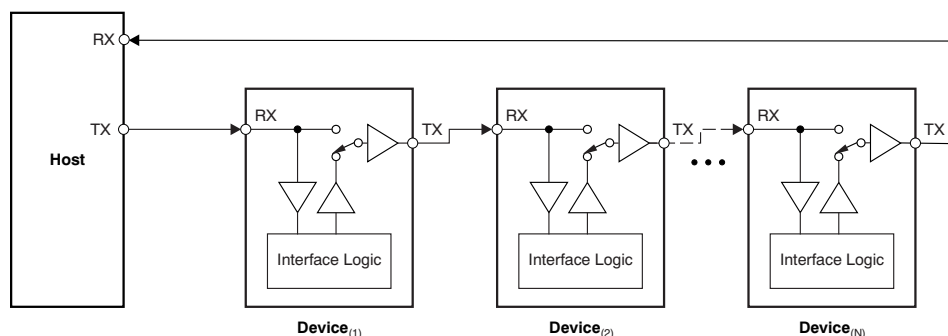 RX
TX
Host
RX
TX
Interface Logic
Device(1)
RX
TX
Interface Logic
Device(2)
RX
TX
Interface Logic
Device(N)